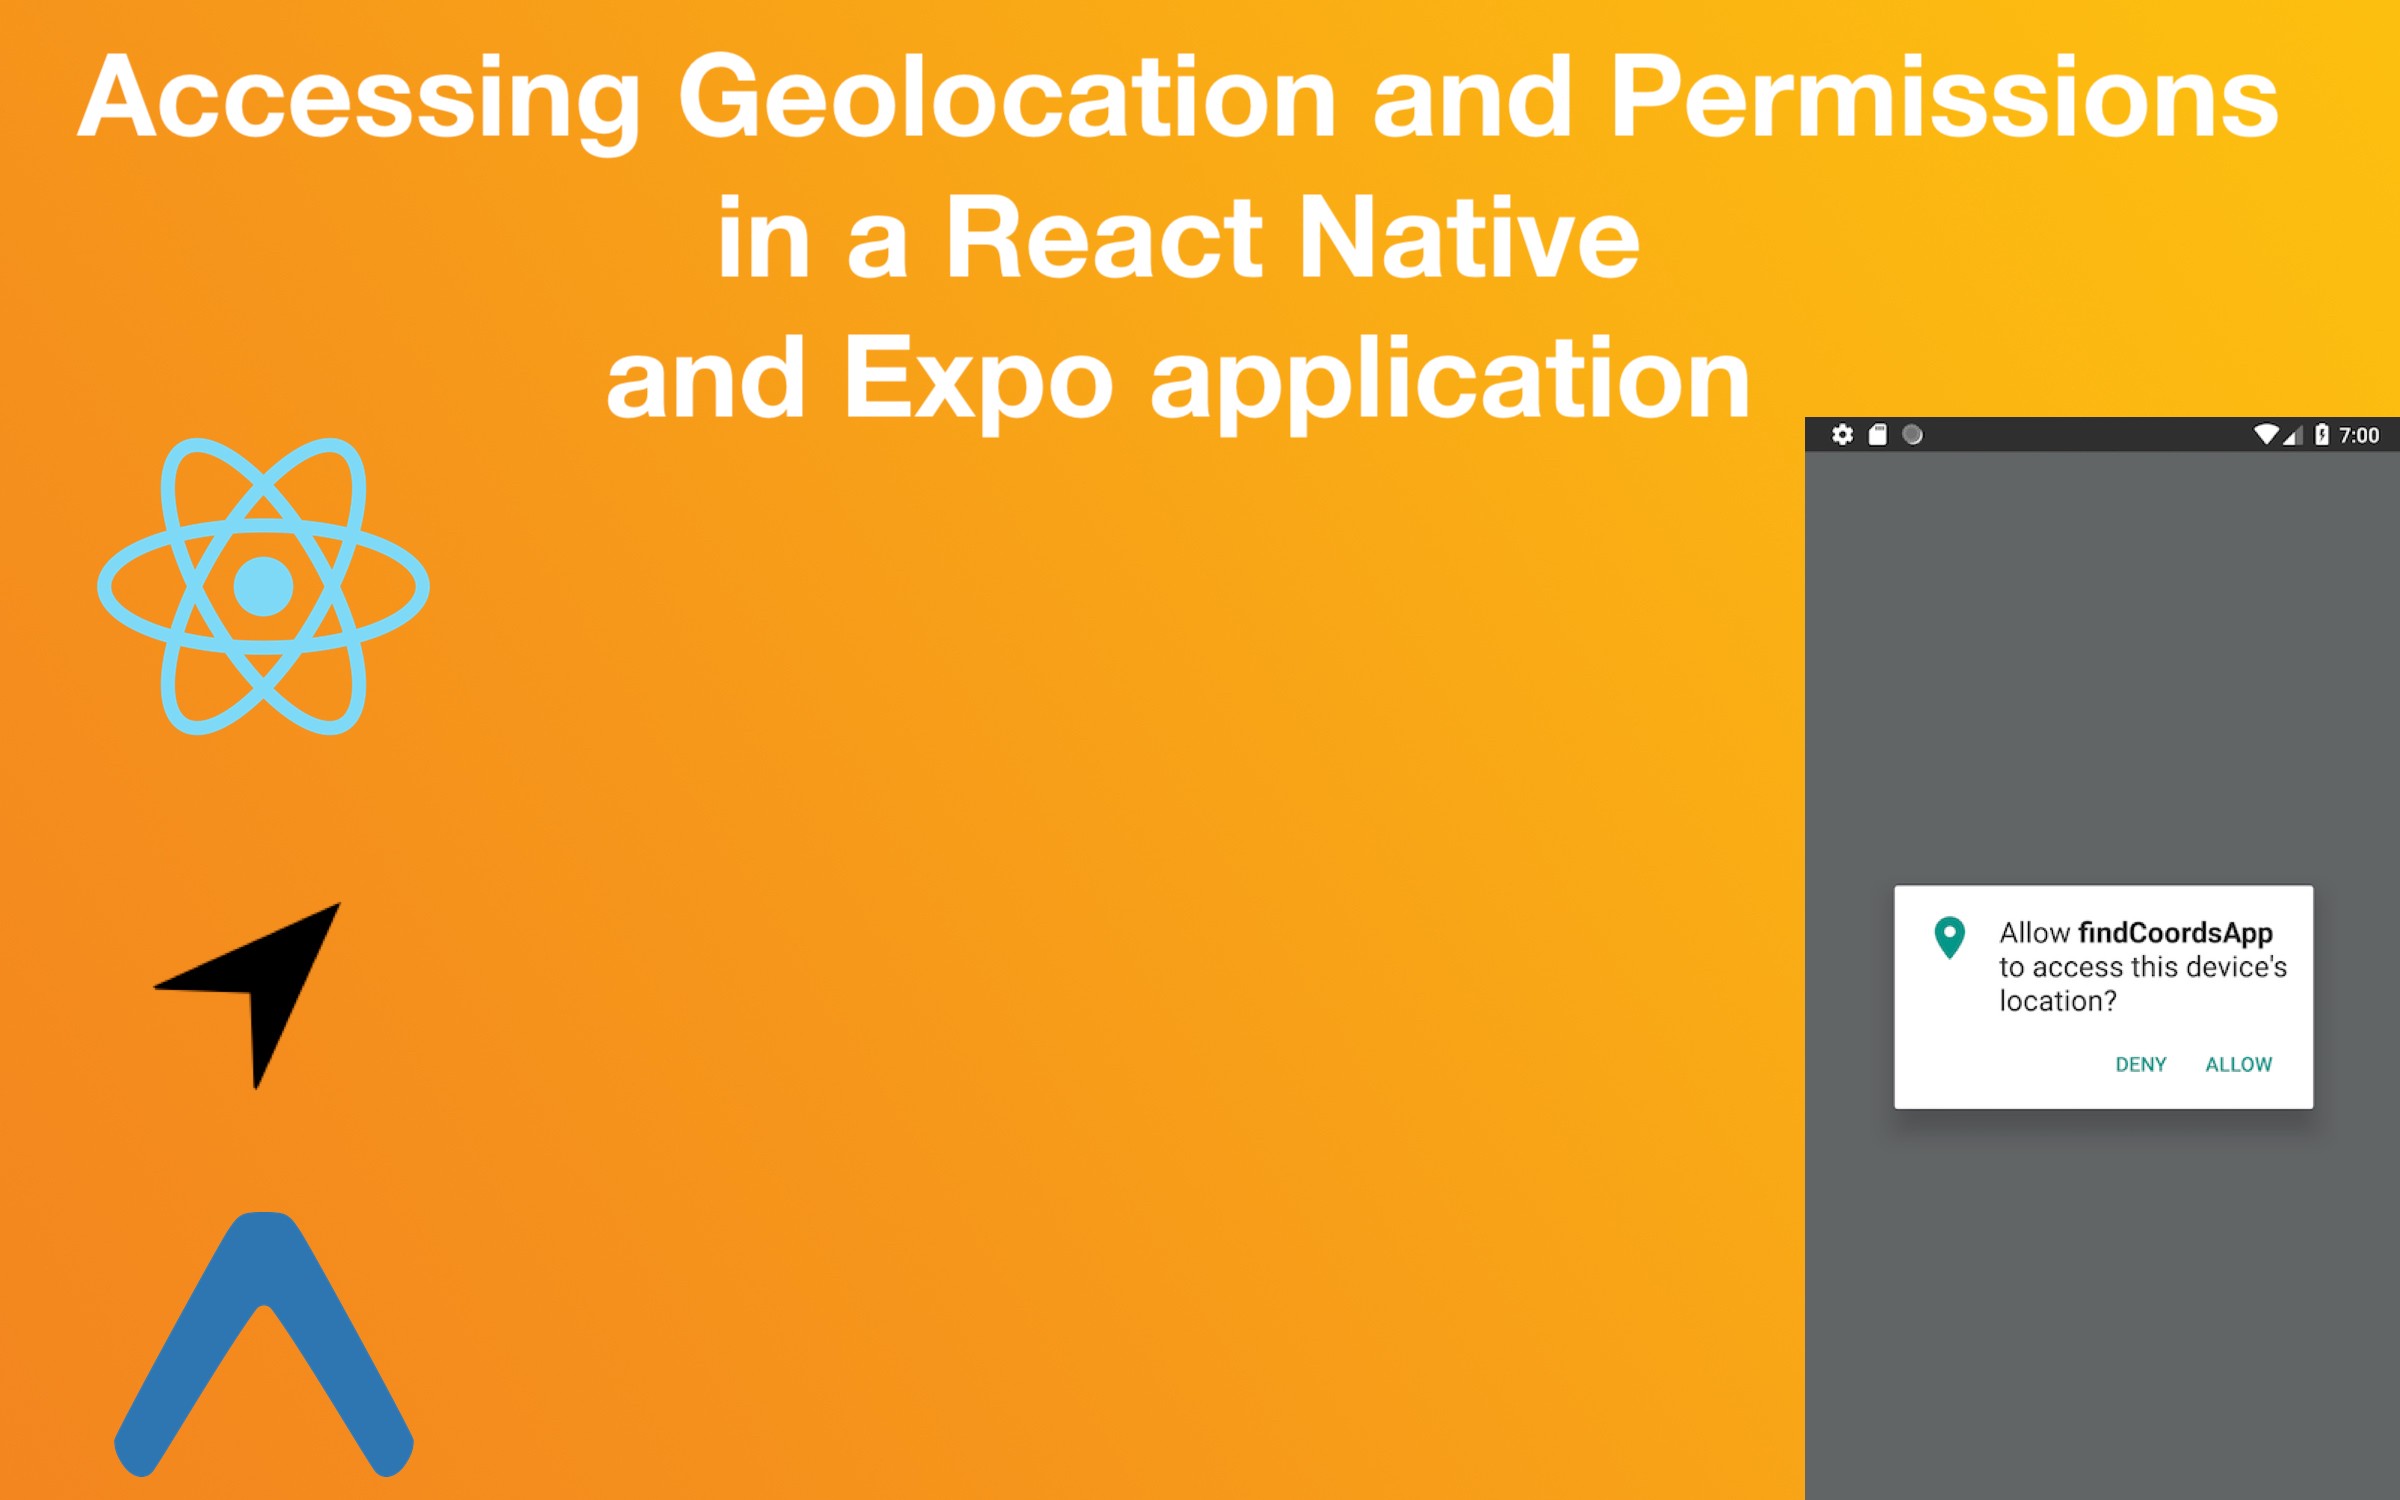 Accessing Geolocation and Permissions
in a React Native
and Expo application
7:00
Allow findCoordsApp
to access this device's
location?
DENY ALLOW